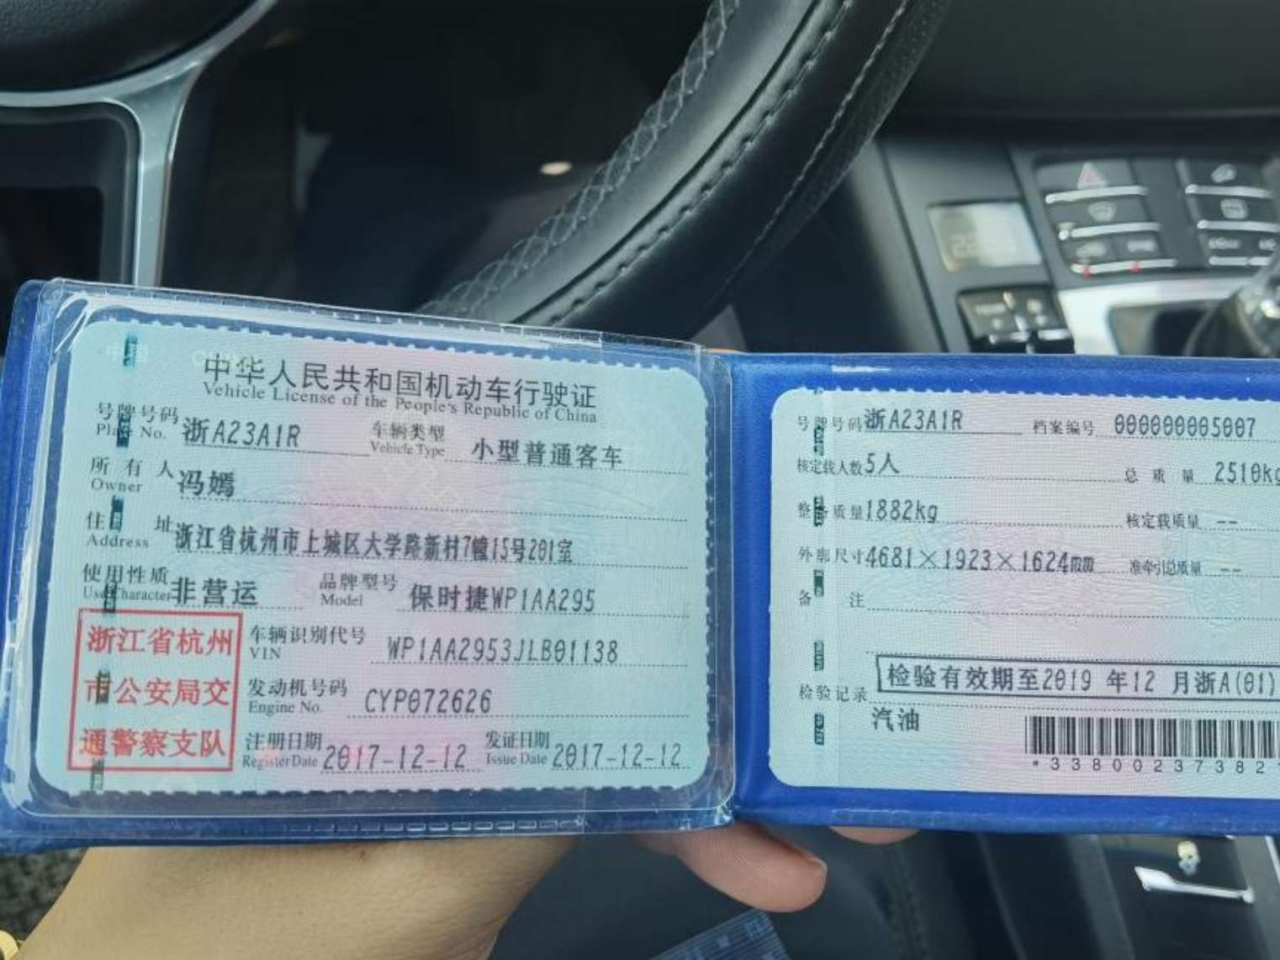 中华人民共和国机动车行驶证
Vehicle License of the People's Republic of China
号牌号码 浙A23A1R 车辆类型 小型普通客车
Plate No. Vehicle Type
所有人 冯嫣
Owner
住址 浙江省杭州市上城区大学路新村7幢15号201室
Address
使用性质 非营运 品牌型号 保时捷WP1AA295
Use Character Model
浙江省杭州
市公安局交
通警察支队
车辆识别代号 WP1AA2953JLB01138
VIN
发动机号码 CYP072626
Engine No.
注册日期 2017-12-12 发证日期 2017-12-12
Register Date Issue Date
号牌号码 浙A23A1R 档案编号 000000005007
核定载人数 5人 总质量 2510kg
整备质量 1882kg 核定载质量 --
外廓尺寸 4681×1923×1624mm 准牵引总质量 --
备注
检验有效期至2019年12月浙A(01)
检验记录
汽油
*338002373821